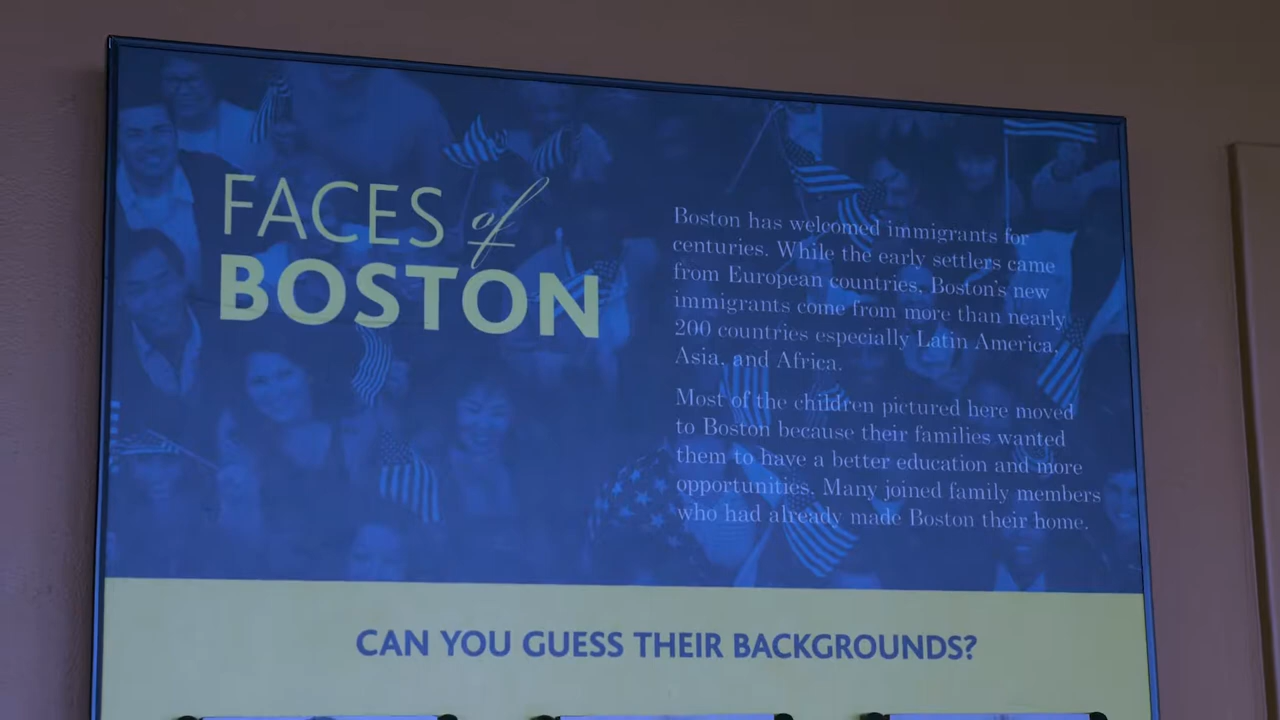 FACES of
BOSTON
Boston has welcomed immigrants for
centuries. While the early settlers came
from European countries, Boston's new
immigrants come from more than nearly
200 countries especially Latin America,
Asia, and Africa.
Most of the children pictured here moved
to Boston because their families wanted
them to have a better education and more
opportunities. Many joined family members
who had already made Boston their home.
CAN YOU GUESS THEIR BACKGROUNDS?